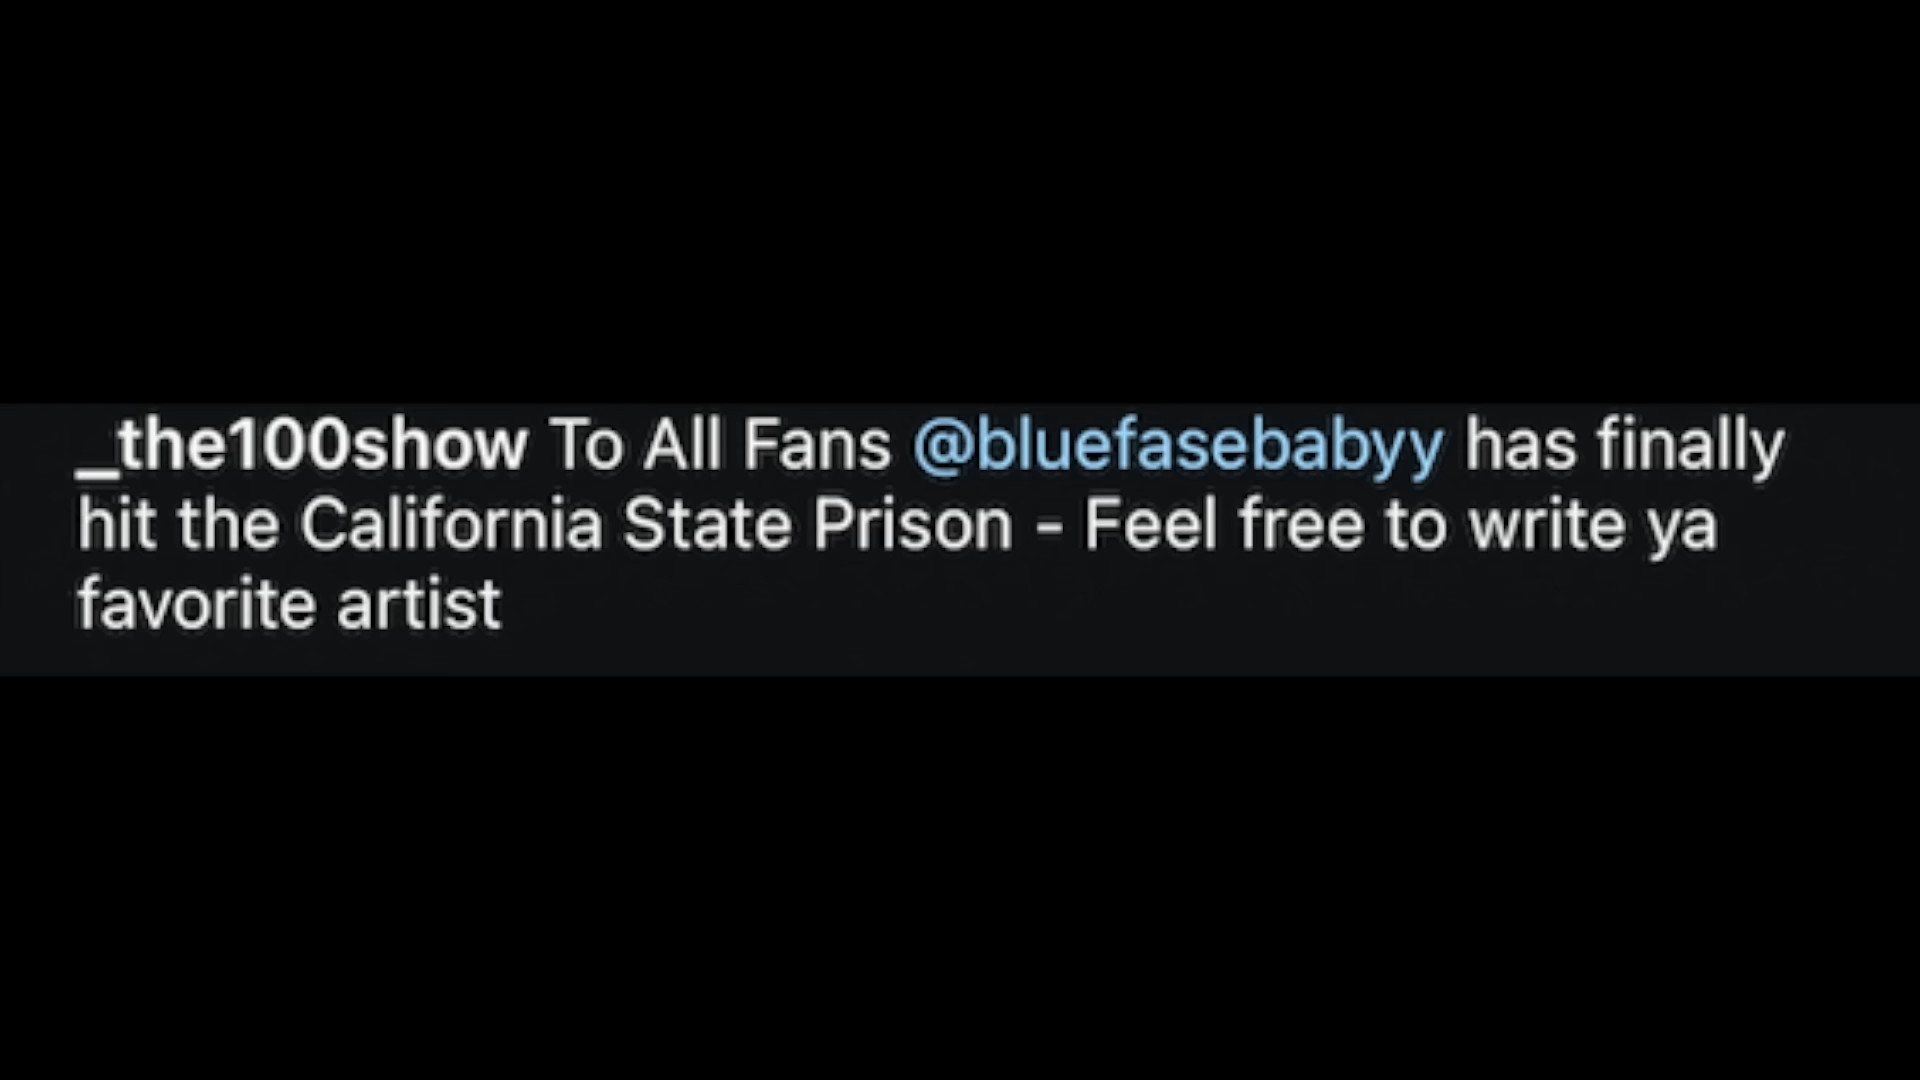 _the100show To All Fans @bluefasebabyy has finally
hit the California State Prison - Feel free to write ya
favorite artist